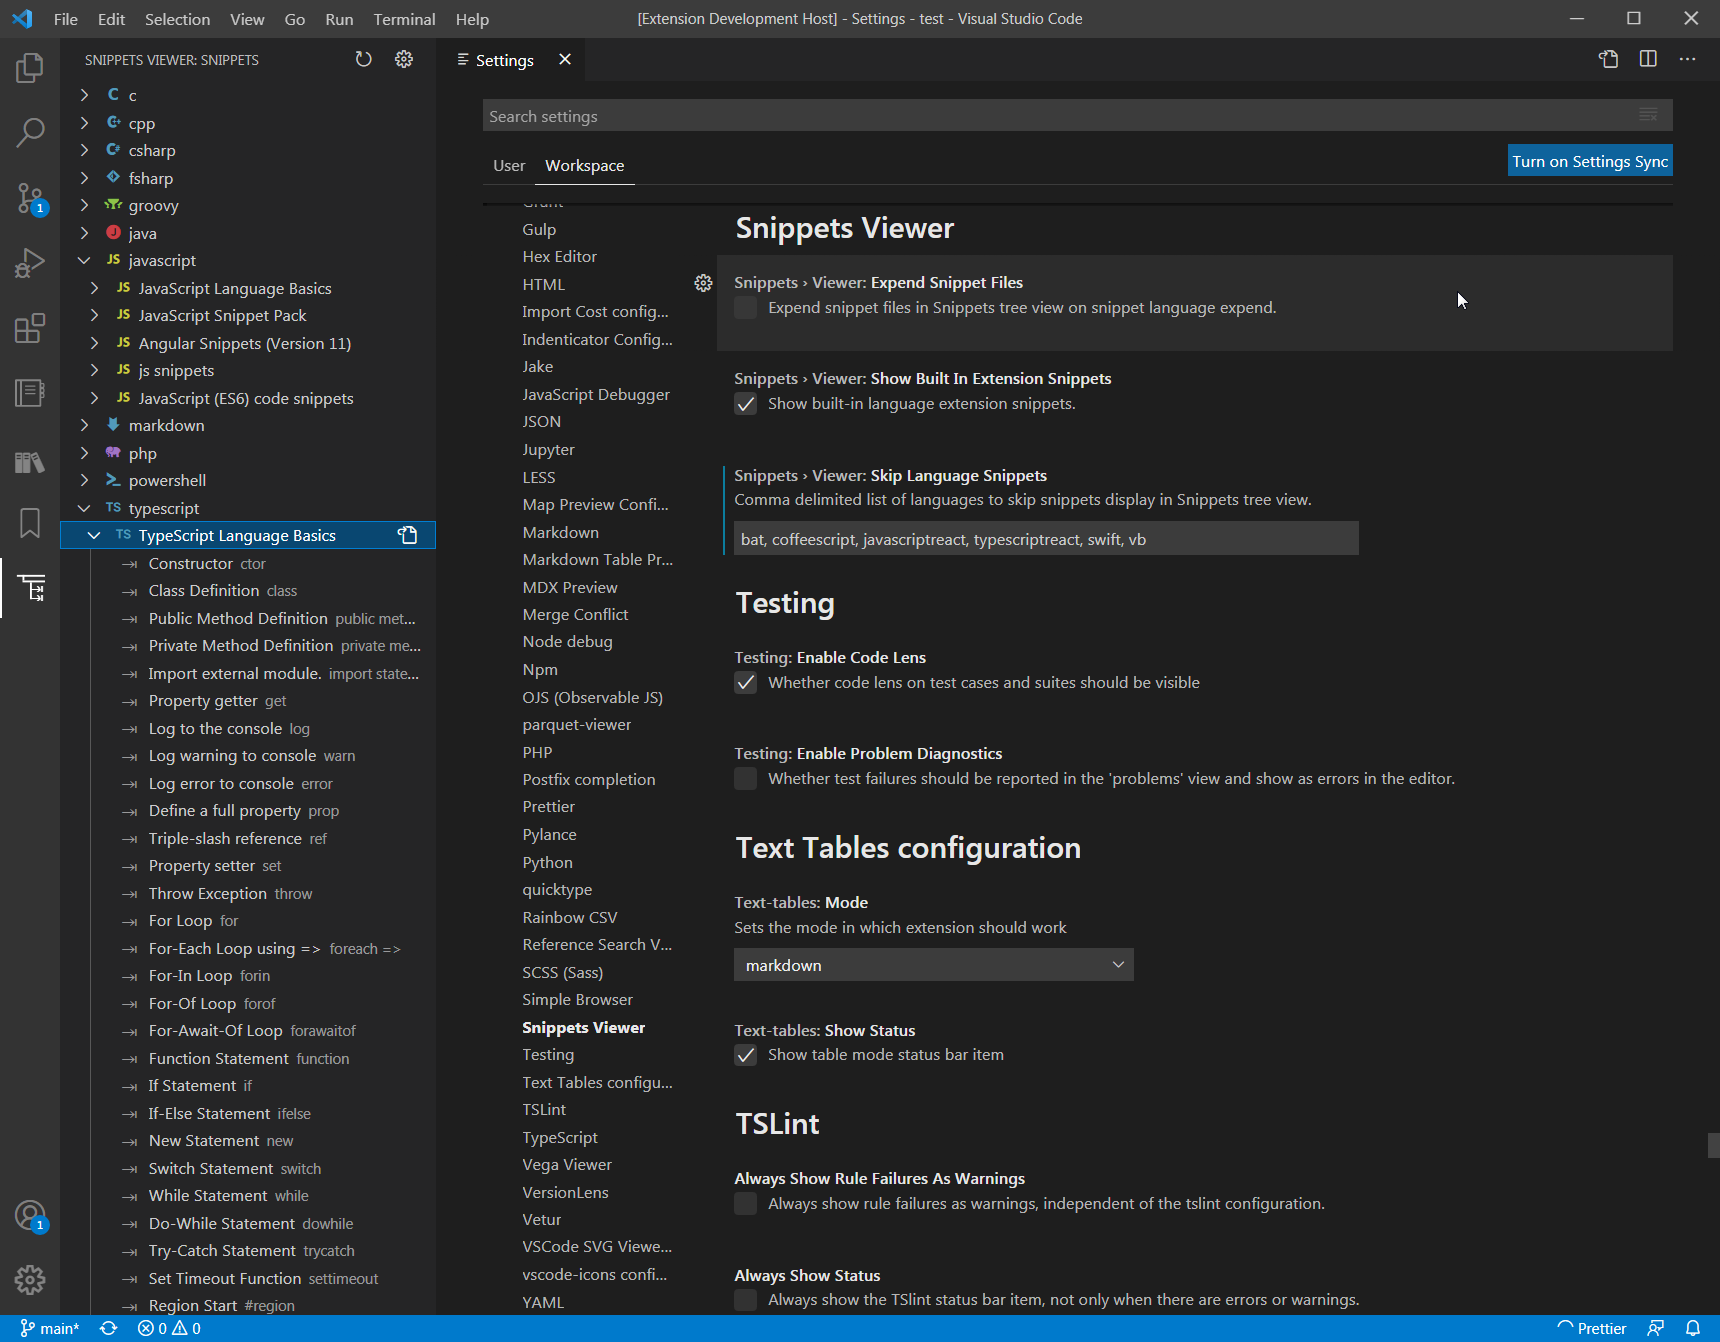 File Edit Selection View Go Run Terminal Help
[Extension Development Host] - Settings - test - Visual Studio Code
SNIPPETS VIEWER: SNIPPETS
C c
cpp
C# csharp
fsharp
groovy
J java
JS javascript
JS JavaScript Language Basics
JS JavaScript Snippet Pack
JS Angular Snippets (Version 11)
JS js snippets
JS JavaScript (ES6) code snippets
markdown
php
powershell
TS typescript
TS TypeScript Language Basics
Constructor ctor
Class Definition class
Public Method Definition public met...
Private Method Definition private me...
Import external module. import state...
Property getter get
Log to the console log
Log warning to console warn
Log error to console error
Define a full property prop
Triple-slash reference ref
Property setter set
Throw Exception throw
For Loop for
For-Each Loop using => foreach =>
For-In Loop forin
For-Of Loop forof
For-Await-Of Loop forawaitof
Function Statement function
If Statement if
If-Else Statement ifelse
New Statement new
Switch Statement switch
While Statement while
Do-While Statement dowhile
Try-Catch Statement trycatch
Set Timeout Function settimeout
Region Start #region
1
1
Settings
Search settings
User Workspace
Turn on Settings Sync
Gulp
Hex Editor
HTML
Import Cost config...
Indenticator Config...
Jake
JavaScript Debugger
JSON
Jupyter
LESS
Map Preview Confi...
Markdown
Markdown Table Pr...
MDX Preview
Merge Conflict
Node debug
Npm
OJS (Observable JS)
parquet-viewer
PHP
Postfix completion
Prettier
Pylance
Python
quicktype
Rainbow CSV
Reference Search V...
SCSS (Sass)
Simple Browser
Snippets Viewer
Testing
Text Tables configu...
TSLint
TypeScript
Vega Viewer
VersionLens
Vetur
VSCode SVG Viewe...
vscode-icons confi...
YAML
Snippets Viewer
Snippets › Viewer: Expend Snippet Files
Expend snippet files in Snippets tree view on snippet language expend.
Snippets › Viewer: Show Built In Extension Snippets
Show built-in language extension snippets.
Snippets › Viewer: Skip Language Snippets
Comma delimited list of languages to skip snippets display in Snippets tree view.
bat, coffeescript, javascriptreact, typescriptreact, swift, vb
Testing
Testing: Enable Code Lens
Whether code lens on test cases and suites should be visible
Testing: Enable Problem Diagnostics
Whether test failures should be reported in the 'problems' view and show as errors in the editor.
Text Tables configuration
Text-tables: Mode
Sets the mode in which extension should work
markdown
Text-tables: Show Status
Show table mode status bar item
TSLint
Always Show Rule Failures As Warnings
Always show rule failures as warnings, independent of the tslint configuration.
Always Show Status
Always show the TSlint status bar item, not only when there are errors or warnings.
main* 0 0
Prettier